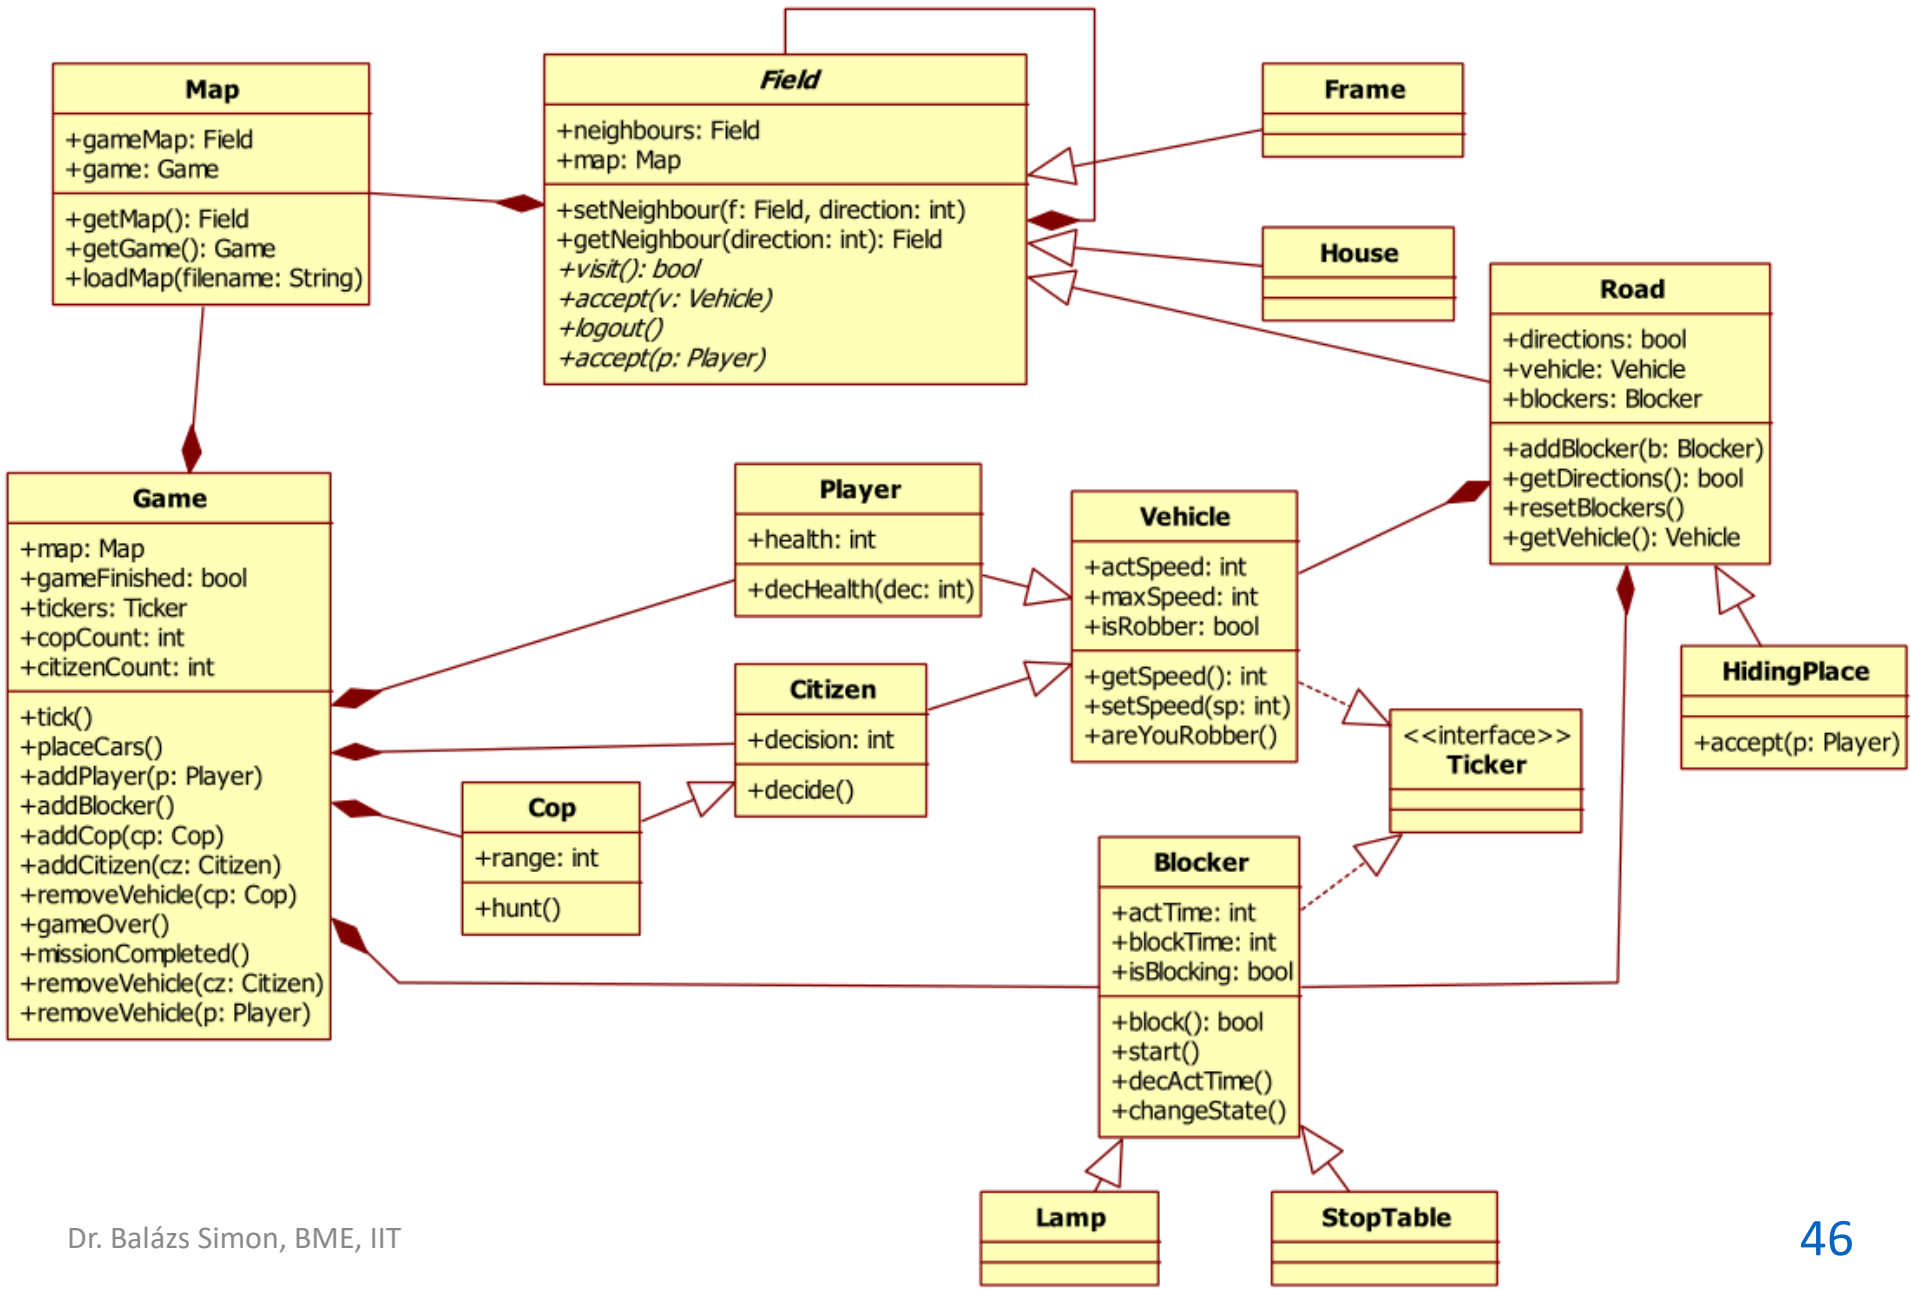 Map
+gameMap: Field
+game: Game
+getMap(): Field
+getGame(): Game
+loadMap(filename: String)
Field
+neighbours: Field
+map: Map
+setNeighbour(f: Field, direction: int)
+getNeighbour(direction: int): Field
+visit(): bool
+accept(v: Vehicle)
+logout()
+accept(p: Player)
Frame
House
Road
+directions: bool
+vehicle: Vehicle
+blockers: Blocker
+addBlocker(b: Blocker)
+getDirections(): bool
+resetBlockers()
+getVehicle(): Vehicle
Game
+map: Map
+gameFinished: bool
+tickers: Ticker
+copCount: int
+citizenCount: int
+tick()
+placeCars()
+addPlayer(p: Player)
+addBlocker()
+addCop(cp: Cop)
+addCitizen(cz: Citizen)
+removeVehicle(cp: Cop)
+gameOver()
+missionCompleted()
+removeVehicle(cz: Citizen)
+removeVehicle(p: Player)
Player
+health: int
+decHealth(dec: int)
Vehicle
+actSpeed: int
+maxSpeed: int
+isRobber: bool
+getSpeed(): int
+setSpeed(sp: int)
+areYouRobber()
Citizen
+decision: int
+decide()
Cop
+range: int
+hunt()
<<interface>>
Ticker
HidingPlace
+accept(p: Player)
Blocker
+actTime: int
+blockTime: int
+isBlocking: bool
+block(): bool
+start()
+decActTime()
+changeState()
Lamp
StopTable
Dr. Balázs Simon, BME, IIT
46